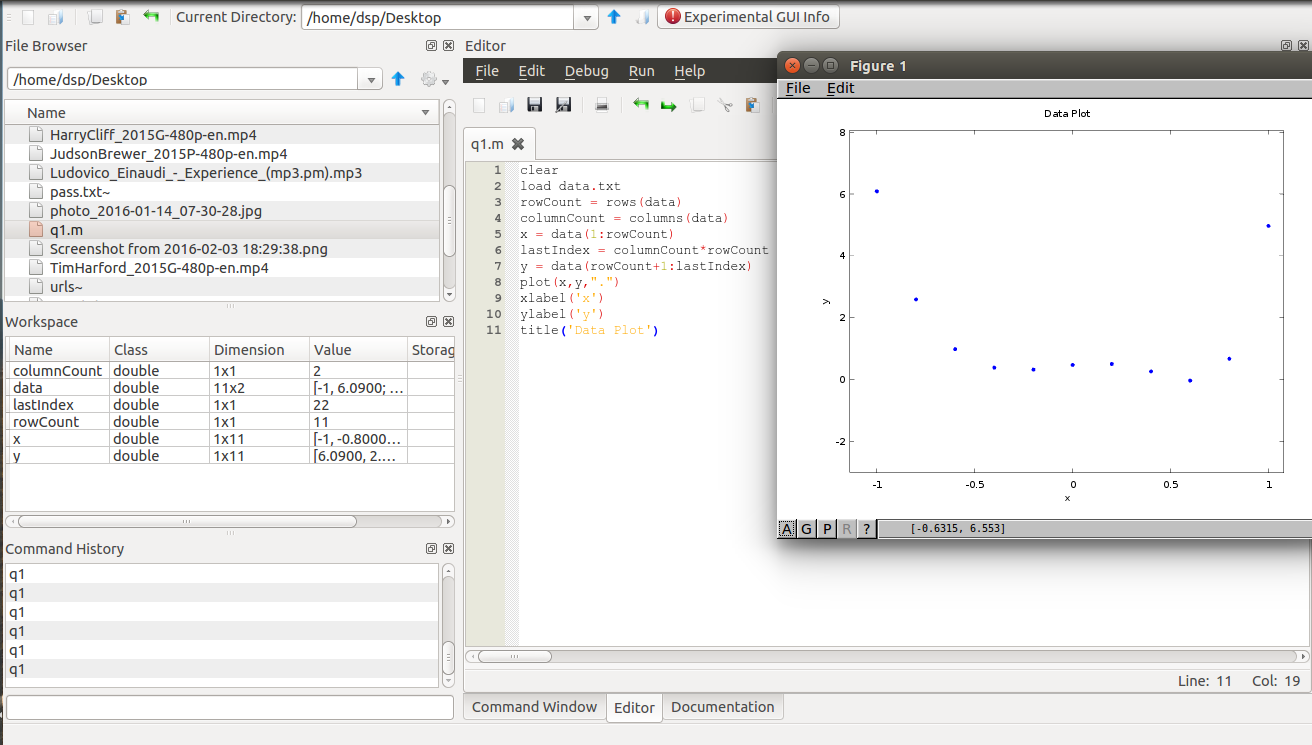 Current Directory: /home/dsp/Desktop Experimental GUI Info
File Browser
/home/dsp/Desktop
Name
HarryCliff_2015G-480p-en.mp4
JudsonBrewer_2015P-480p-en.mp4
Ludovico_Einaudi_-_Experience_(mp3.pm).mp3
pass.txt~
photo_2016-01-14_07-30-28.jpg
q1.m
Screenshot from 2016-02-03 18:29:38.png
TimHarford_2015G-480p-en.mp4
urls~
Workspace
Name Class Dimension Value Storag
columnCount double 1x1 2
data double 11x2 [-1, 6.0900; ...
lastIndex double 1x1 22
rowCount double 1x1 11
x double 1x11 [-1, -0.8000...
y double 1x11 [6.0900, 2....
Command History
q1
q1
q1
q1
q1
q1
Editor
File Edit Debug Run Help
q1.m
1 clear
2 load data.txt
3 rowCount = rows(data)
4 columnCount = columns(data)
5 x = data(1:rowCount)
6 lastIndex = columnCount*rowCount
7 y = data(rowCount+1:lastIndex)
8 plot(x,y,".")
9 xlabel('x')
10 ylabel('y')
11 title('Data Plot')
Line: 11 Col: 19
Command Window Editor Documentation
Figure 1
File Edit
Data Plot
8
6
4
2
0
-2
y
-1 -0.5 0 0.5 1
x
A G P R ? [-0.6315, 6.553]